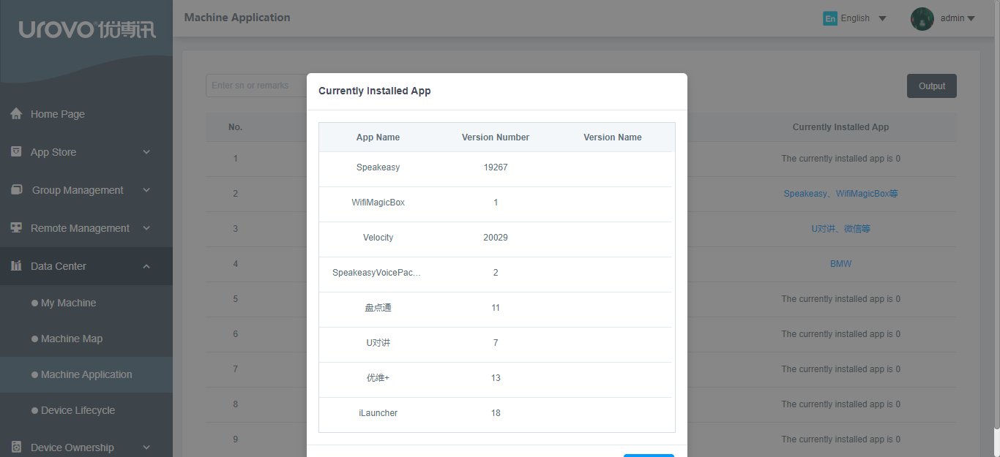 urovo®优博讯
Machine Application
En English
admin
Home Page
App Store
Group Management
Remote Management
Data Center
My Machine
Machine Map
Machine Application
Device Lifecycle
Device Ownership
Enter sn or remarks
Output
No. Currently Installed App
1 The currently installed app is 0
2 Speakeasy、WifiMagicBox等
3 U对讲、微信等
4 BMW
5 The currently installed app is 0
6 The currently installed app is 0
7 The currently installed app is 0
8 The currently installed app is 0
9 The currently installed app is 0
Currently Installed App
App Name Version Number Version Name
Speakeasy 19267
WifiMagicBox 1
Velocity 20029
SpeakeasyVoicePac... 2
盘点通 11
U对讲 7
优维+ 13
iLauncher 18